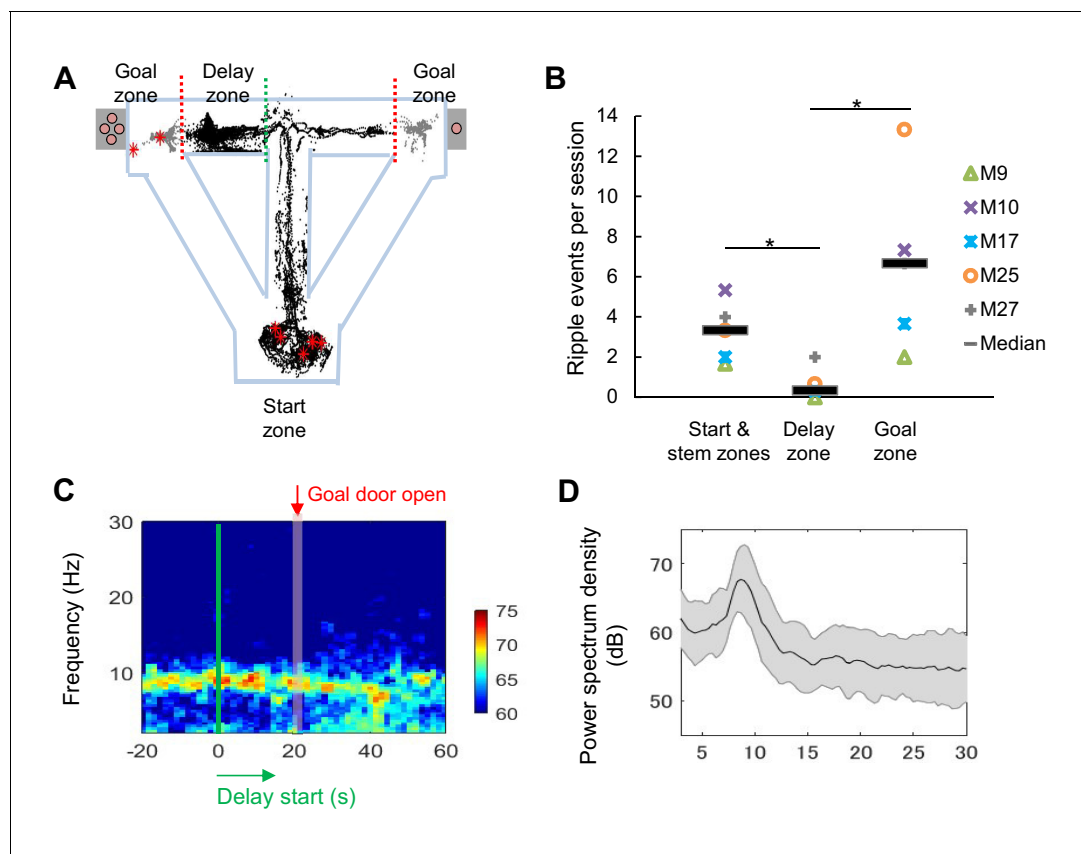 A
Goal zone
Delay zone
Goal zone
Start zone
B
Ripple events per session
14
12
10
8
6
4
2
0
*
*
Start & stem zones
Delay zone
Goal zone
M9
M10
M17
M25
M27
Median
C
Goal door open
Frequency (Hz)
30
20
10
-20 0 20 40 60
Delay start (s)
75
70
65
60
D
Power spectrum density (dB)
70
60
50
5 10 15 20 25 30